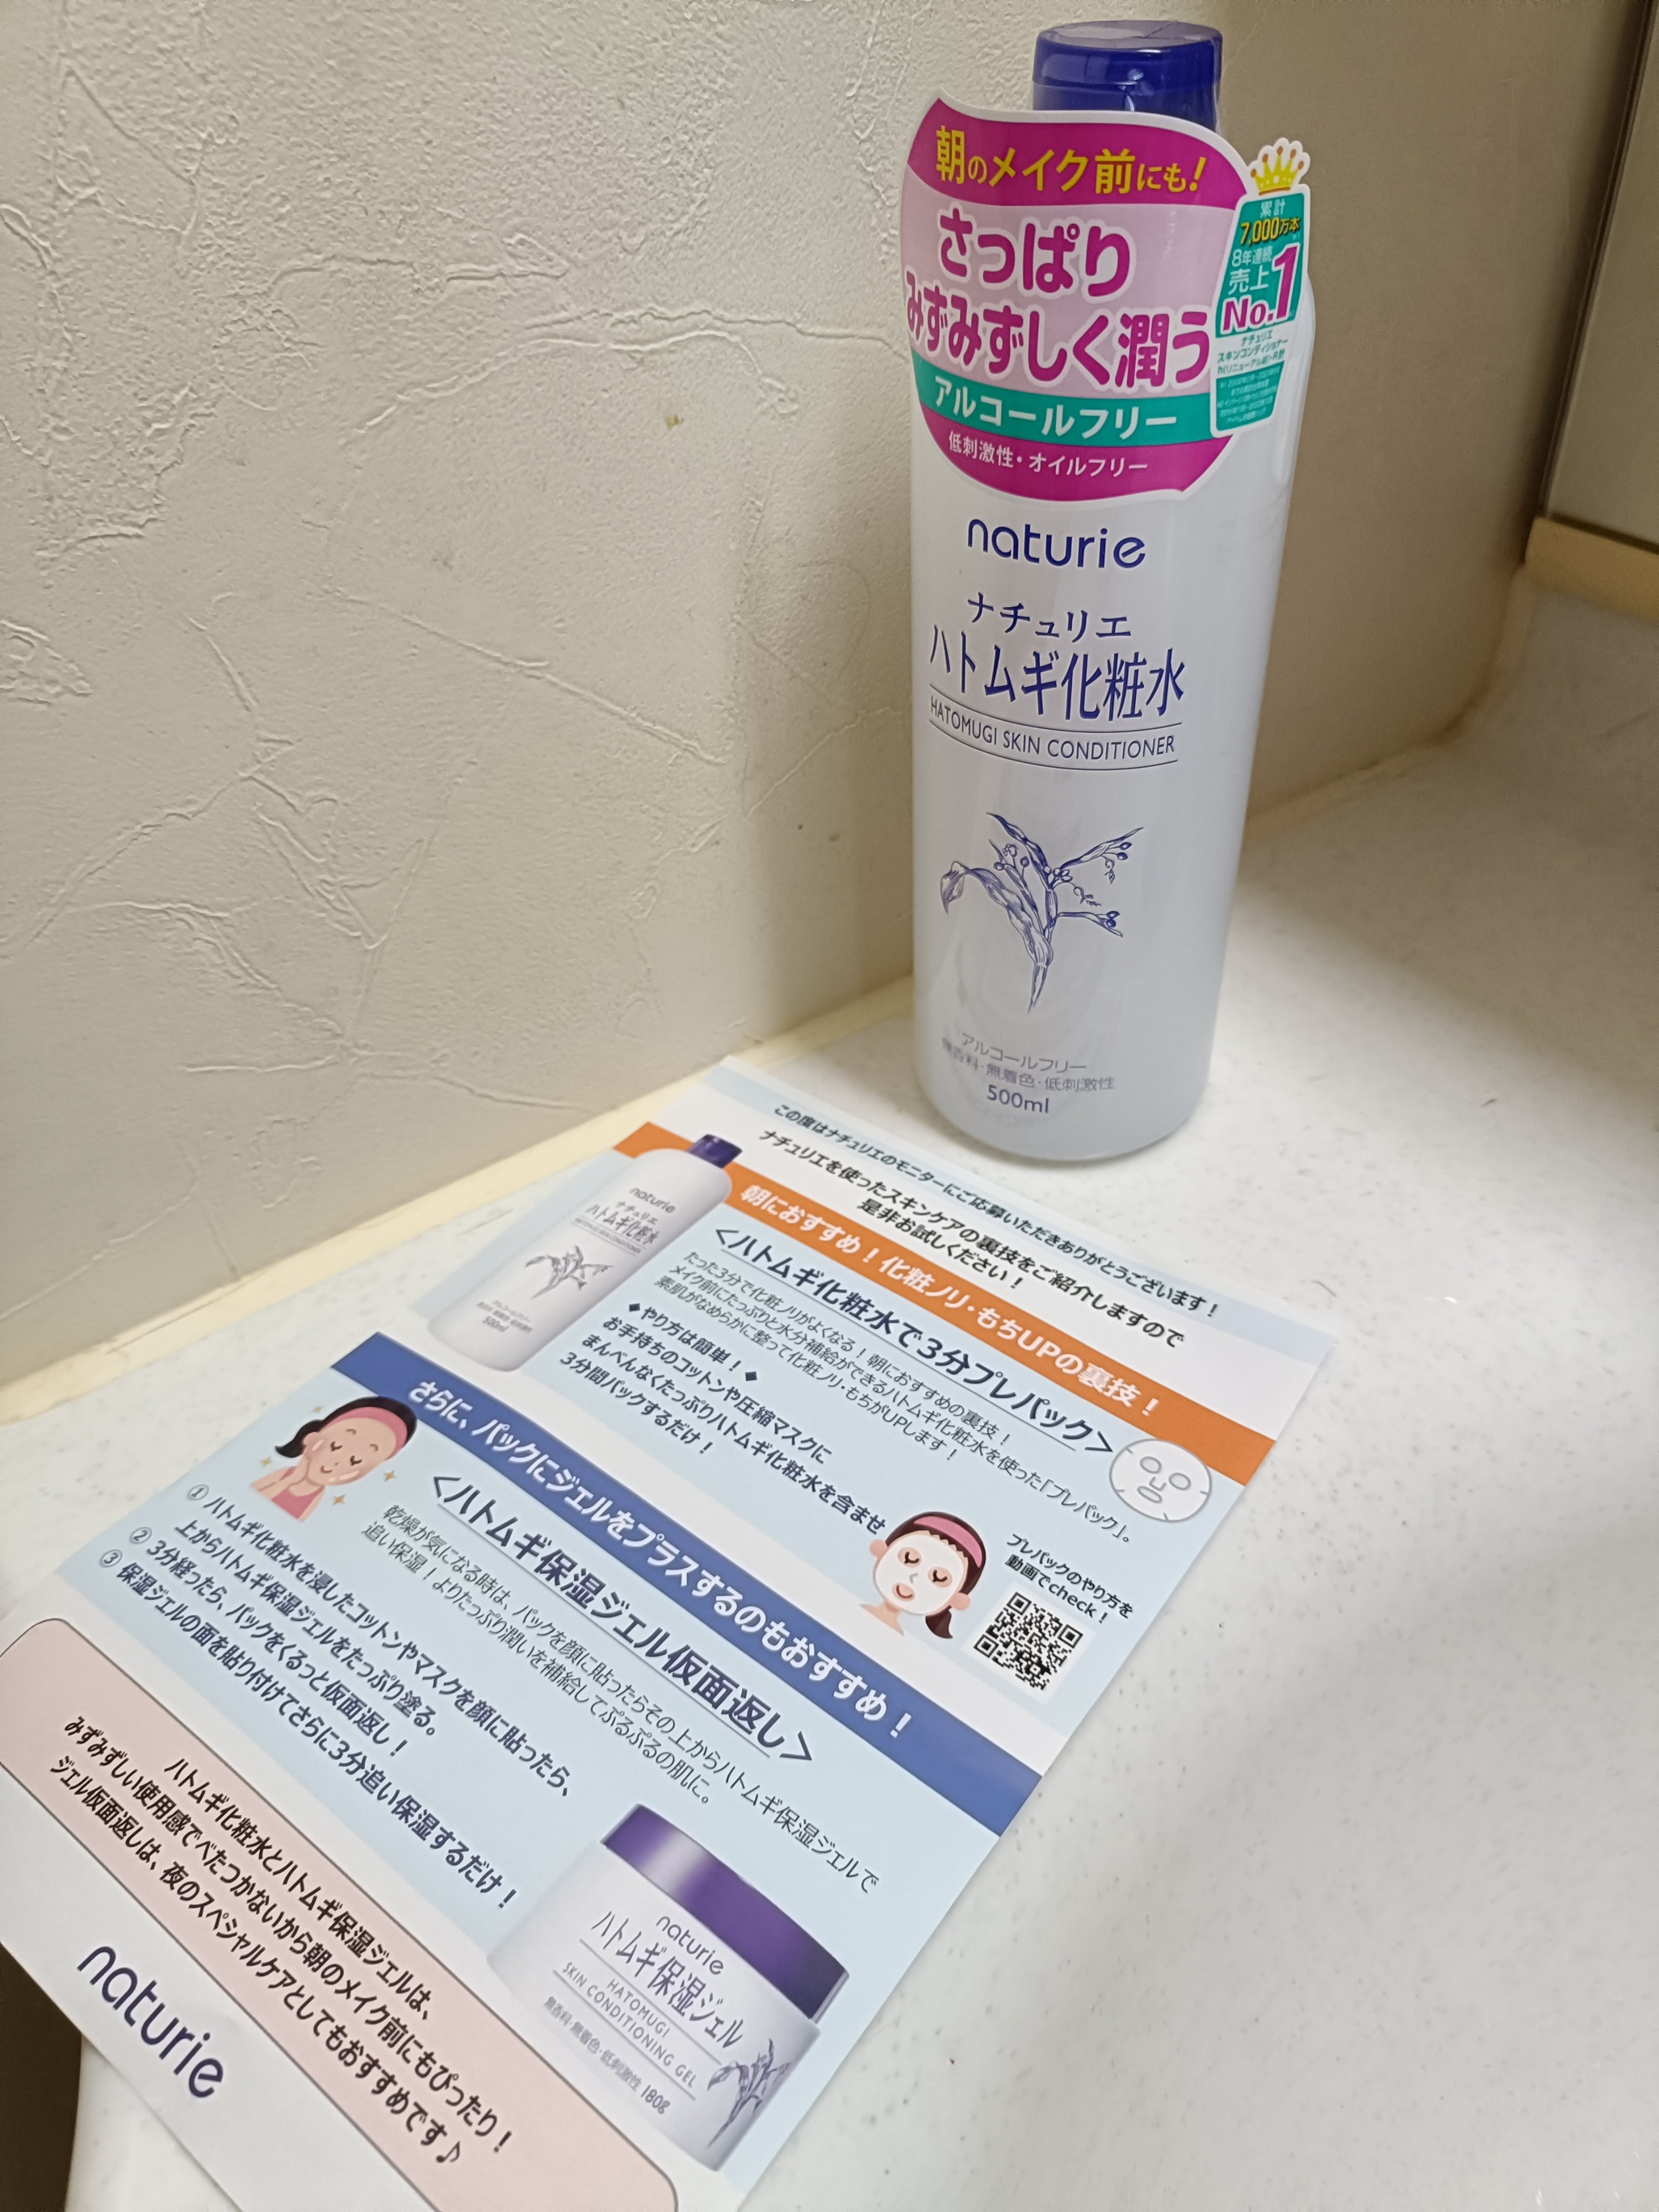 朝のメイク前にも!
さっぱり
みずみずしく潤う
アルコールフリー
低刺激性・オイルフリー
累計
7,000万本
8年連続
売上
No.1
ナチュリエ
スキンコンディショナー
naturie
ナチュリエ
ハトムギ化粧水
HATOMUGI SKIN CONDITIONER
アルコールフリー
無香料・無着色・低刺激性
500ml
この度はナチュリエのモニターにご応募いただきありがとうございます！
ナチュリエを使ったスキンケアの裏技をご紹介しますので
是非お試しください！
朝におすすめ！化粧ノリ・もちUPの裏技！
<ハトムギ化粧水で3分プレパック>
たった3分で化粧ノリがよくなる！朝におすすめの裏技！
メイク前にたっぷりと水分補給ができるハトムギ化粧水を使った「プレパック」。
素肌がなめらかに整って化粧ノリ・もちがUPします！
◆やり方は簡単！◆
お手持ちのコットンや圧縮マスクに
まんべんなくたっぷりハトムギ化粧水を含ませ
3分間パックするだけ！
プレパックのやり方を
動画でcheck！
naturie
ナチュリエ
ハトムギ化粧水
500ml
さらに、パックにジェルをプラスするのもおすすめ！
<ハトムギ保湿ジェル仮面返し>
乾燥が気になる時は、パックを顔に貼ったらその上からハトムギ保湿ジェルで
追い保湿！よりたっぷり潤いを補給してぷるぷるの肌に。
① ハトムギ化粧水を浸したコットンやマスクを顔に貼ったら、
上からハトムギ保湿ジェルをたっぷり塗る。
② 3分経ったら、パックをくるっと仮面返し！
③ 保湿ジェルの面を貼り付けてさらに3分追い保湿するだけ！
naturie
ハトムギ保湿ジェル
HATOMUGI
SKIN CONDITIONING GEL
無香料・無着色・低刺激性 180g
ハトムギ化粧水とハトムギ保湿ジェルは、
みずみずしい使用感でべたつかないから朝のメイク前にもぴったり！
ジェル仮面返しは、夜のスペシャルケアとしてもおすすめです♪
naturie